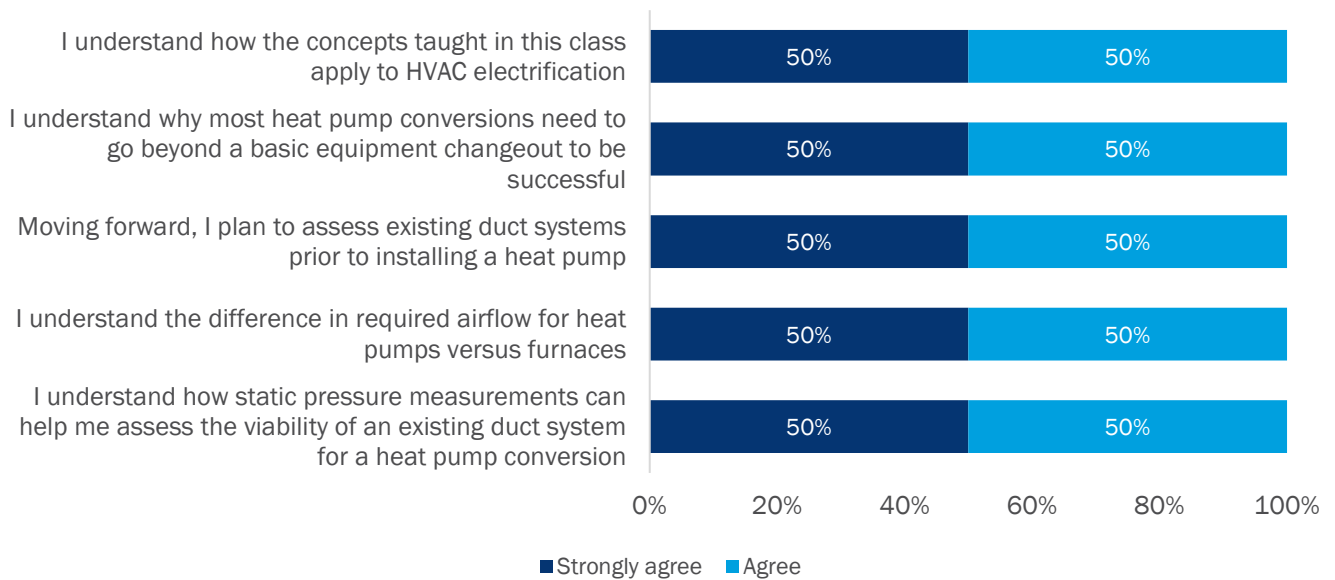 I understand how the concepts taught in this class
apply to HVAC electrification
50%
50%
I understand why most heat pump conversions need to
go beyond a basic equipment changeout to be
successful
50%
50%
Moving forward, I plan to assess existing duct systems
prior to installing a heat pump
50%
50%
I understand the difference in required airflow for heat
pumps versus furnaces
50%
50%
I understand how static pressure measurements can
help me assess the viability of an existing duct system
for a heat pump conversion
50%
50%
0% 20% 40% 60% 80% 100%
Strongly agree Agree